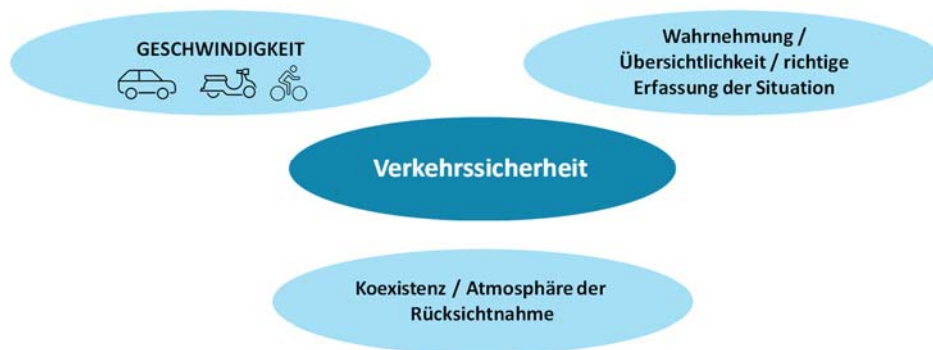 GESCHWINDIGKEIT
Wahrnehmung /
Übersichtlichkeit / richtige
Erfassung der Situation
Verkehrssicherheit
Koexistenz / Atmosphäre der
Rücksichtnahme